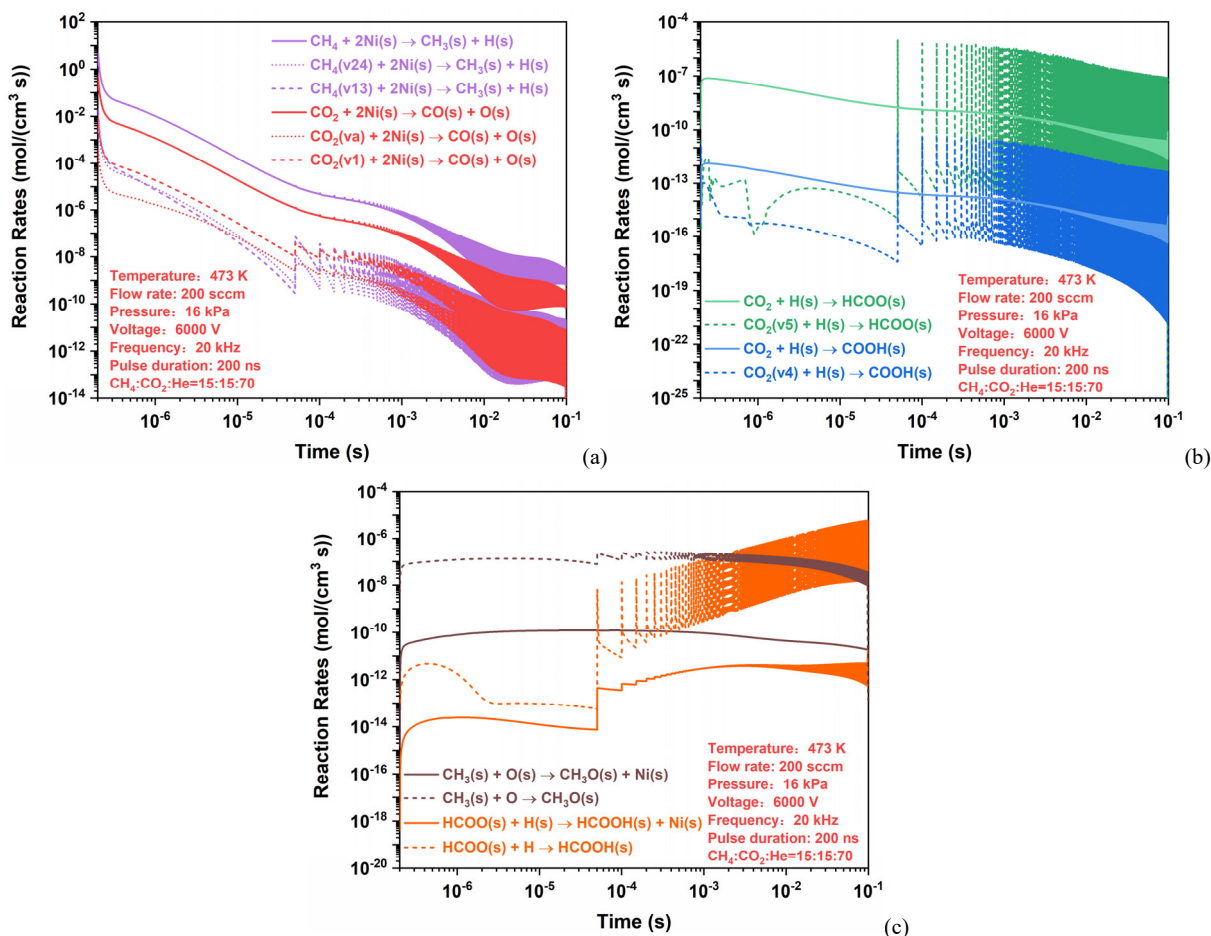 10^2
10^0
10^-2
10^-4
10^-6
10^-8
10^-10
10^-12
10^-14
Reaction Rates (mol/(cm^3 s))
CH4 + 2Ni(s) → CH3(s) + H(s)
CH4(v24) + 2Ni(s) → CH3(s) + H(s)
CH4(v13) + 2Ni(s) → CH3(s) + H(s)
CO2 + 2Ni(s) → CO(s) + O(s)
CO2(va) + 2Ni(s) → CO(s) + O(s)
CO2(v1) + 2Ni(s) → CO(s) + O(s)
Temperature：473 K
Flow rate: 200 sccm
Pressure：16 kPa
Voltage：6000 V
Frequency：20 kHz
Pulse duration: 200 ns
CH4:CO2:He=15:15:70
10^-6
10^-5
10^-4
10^-3
10^-2
10^-1
Time (s)
(a)
10^-4
10^-7
10^-10
10^-13
10^-16
10^-19
10^-22
10^-25
Reaction Rates (mol/(cm^3 s))
Temperature：473 K
Flow rate: 200 sccm
Pressure：16 kPa
Voltage：6000 V
Frequency：20 kHz
Pulse duration: 200 ns
CH4:CO2:He=15:15:70
CO2 + H(s) → HCOO(s)
CO2(v5) + H(s) → HCOO(s)
CO2 + H(s) → COOH(s)
CO2(v4) + H(s) → COOH(s)
10^-6
10^-5
10^-4
10^-3
10^-2
10^-1
Time (s)
(b)
10^-4
10^-6
10^-8
10^-10
10^-12
10^-14
10^-16
10^-18
10^-20
Reaction Rates (mol/(cm^3 s))
CH3(s) + O(s) → CH3O(s) + Ni(s)
CH3(s) + O → CH3O(s)
HCOO(s) + H(s) → HCOOH(s) + Ni(s)
HCOO(s) + H → HCOOH(s)
Temperature：473 K
Flow rate: 200 sccm
Pressure：16 kPa
Voltage：6000 V
Frequency：20 kHz
Pulse duration: 200 ns
CH4:CO2:He=15:15:70
10^-6
10^-5
10^-4
10^-3
10^-2
10^-1
Time (s)
(c)